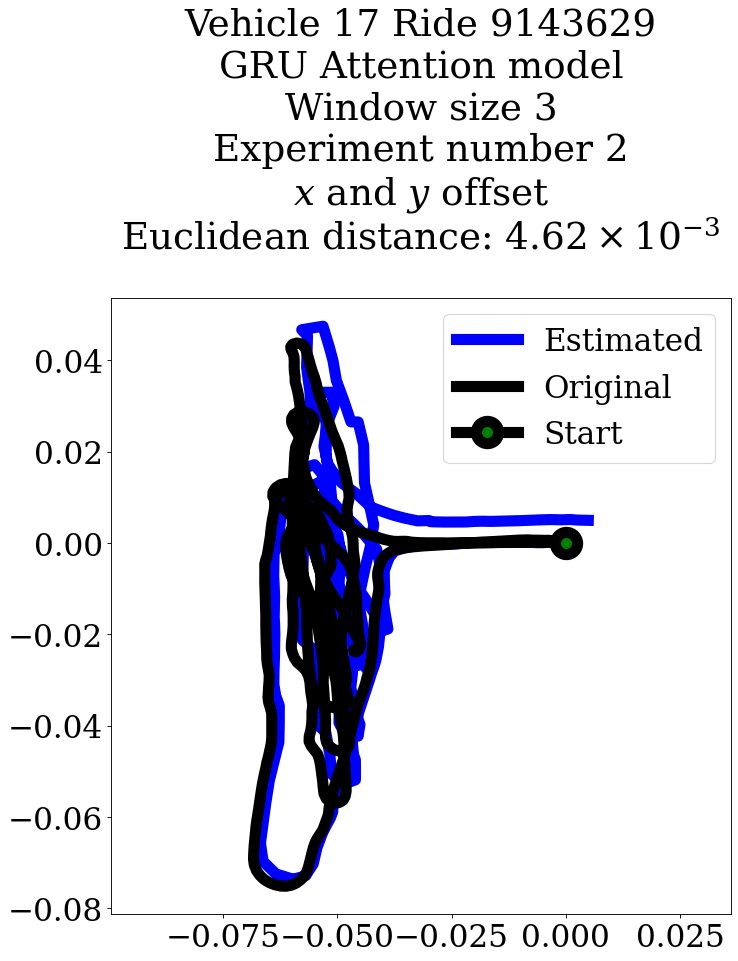 Vehicle 17 Ride 9143629
GRU Attention model
Window size 3
Experiment number 2
x and y offset
Euclidean distance: 4.62 × 10⁻³
Estimated
Original
Start
0.04
0.02
0.00
−0.02
−0.04
−0.06
−0.08
−0.075 −0.050 −0.025 0.000 0.025